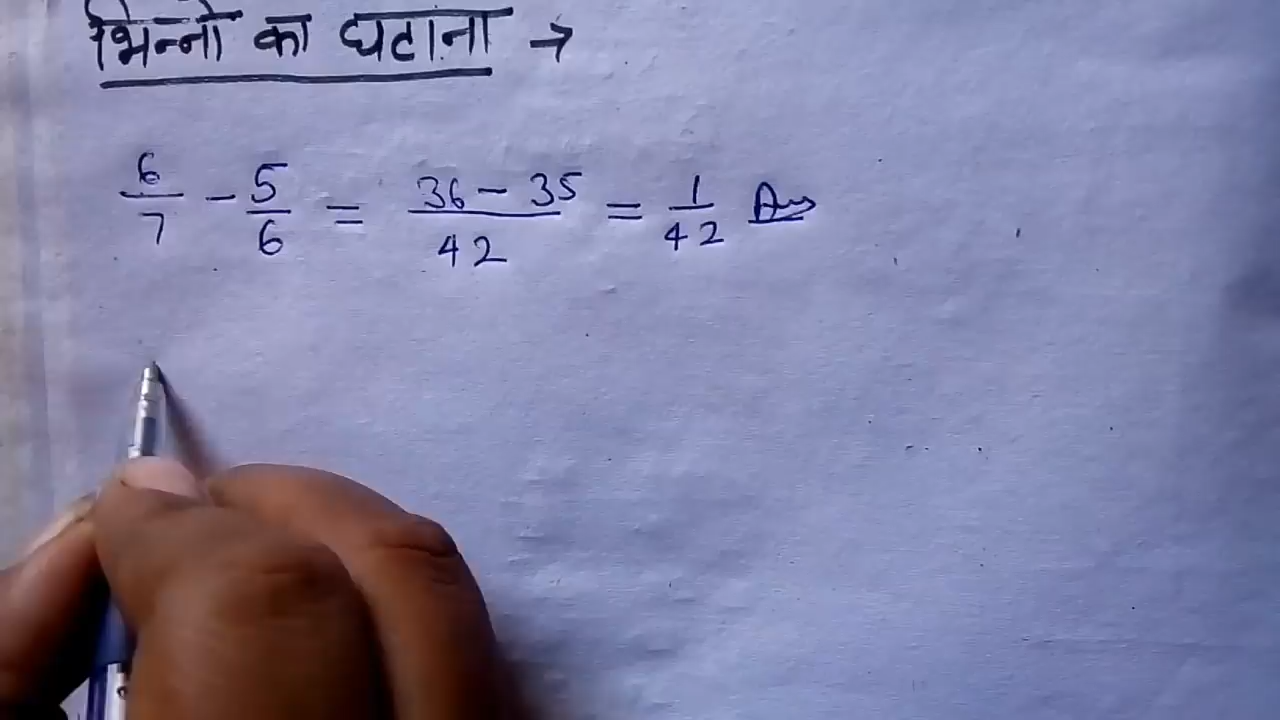 भिन्नो का घटाना →
6/7 - 5/6 = 36 - 35/42 = 1/42 Ans